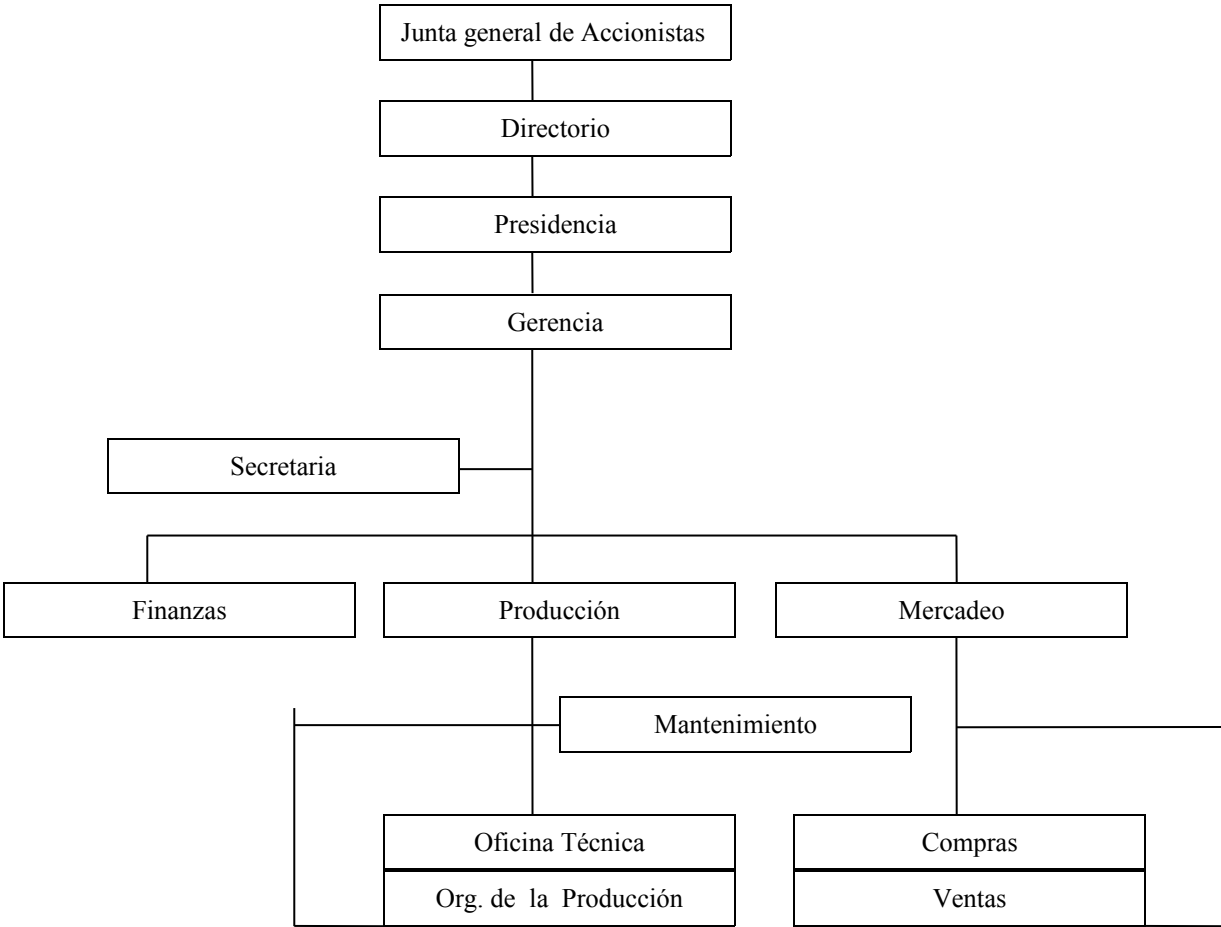 Junta general de Accionistas
Directorio
Presidencia
Gerencia
Secretaria
Finanzas
Producción
Mercadeo
Mantenimiento
Oficina Técnica
Compras
Org. de la Producción
Ventas